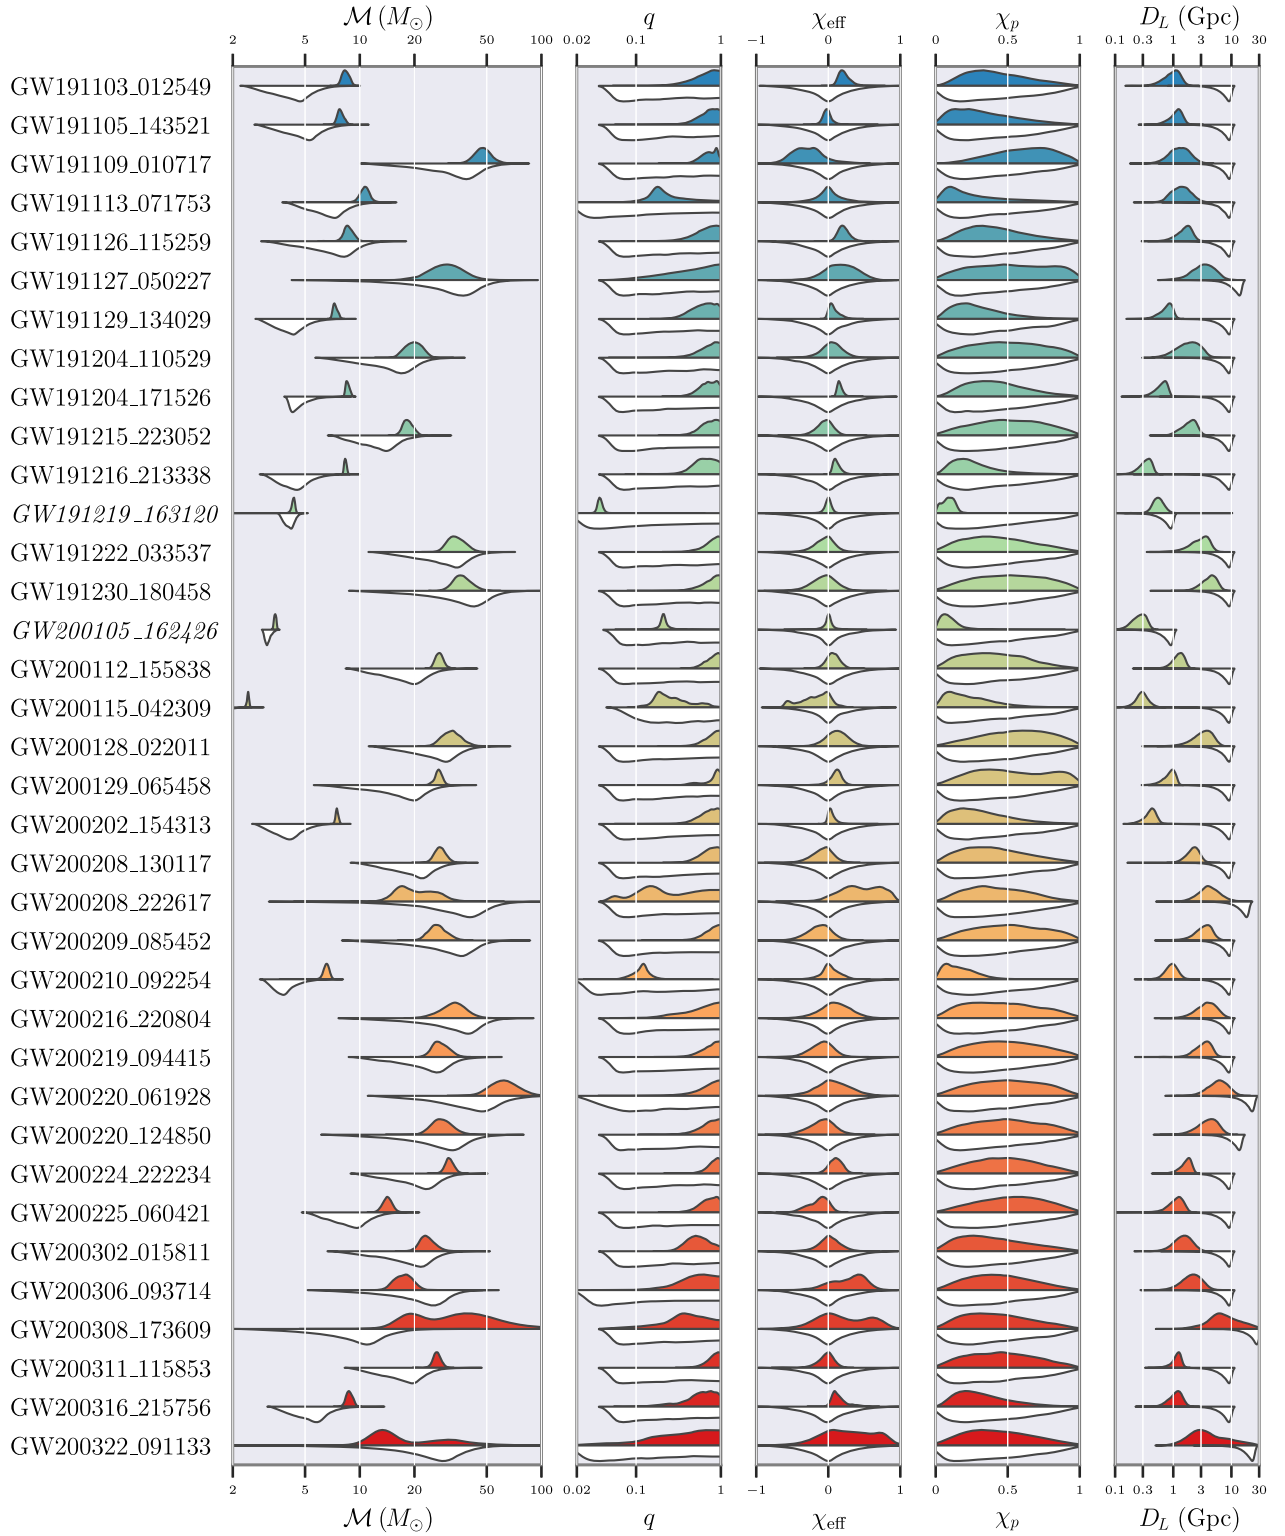 𝓜 (M⊙) q χeff χp DL (Gpc)
2 5 10 20 50 100 0.02 0.1 1 −1 0 1 0 0.5 1 0.1 0.3 1 3 10 30
GW191103_012549
GW191105_143521
GW191109_010717
GW191113_071753
GW191126_115259
GW191127_050227
GW191129_134029
GW191204_110529
GW191204_171526
GW191215_223052
GW191216_213338
GW191219_163120
GW191222_033537
GW191230_180458
GW200105_162426
GW200112_155838
GW200115_042309
GW200128_022011
GW200129_065458
GW200202_154313
GW200208_130117
GW200208_222617
GW200209_085452
GW200210_092254
GW200216_220804
GW200219_094415
GW200220_061928
GW200220_124850
GW200224_222234
GW200225_060421
GW200302_015811
GW200306_093714
GW200308_173609
GW200311_115853
GW200316_215756
GW200322_091133
2 5 10 20 50 100 0.02 0.1 1 −1 0 1 0 0.5 1 0.1 0.3 1 3 10 30
𝓜 (M⊙) q χeff χp DL (Gpc)